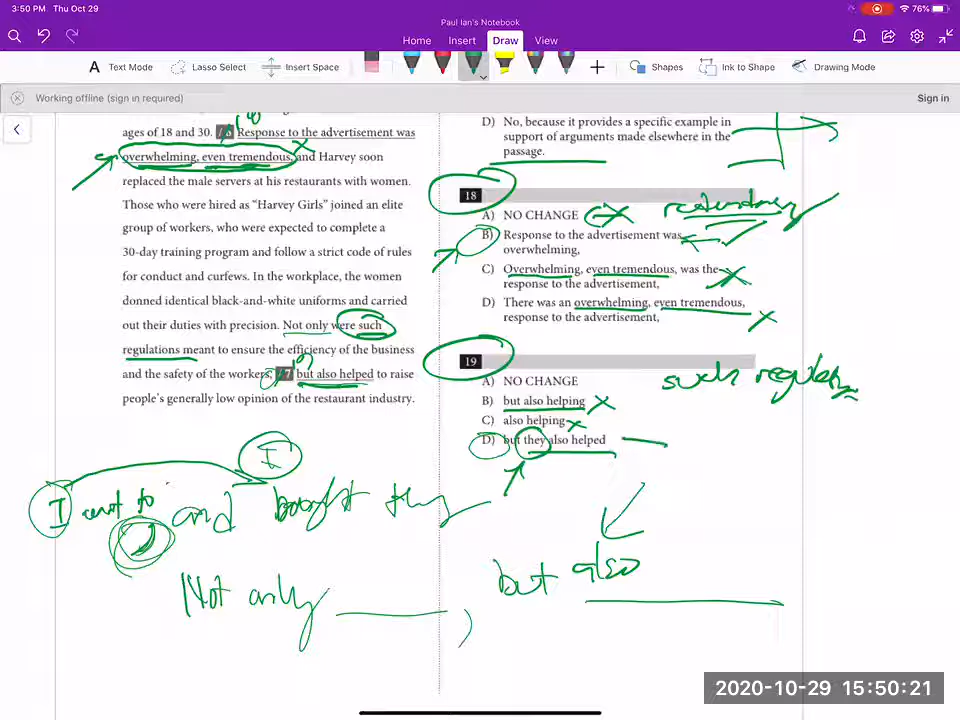 3:50 PM Thu Oct 29
76%
Paul Ian's Notebook
Home Insert Draw View
Text Mode Lasso Select Insert Space Shapes Ink to Shape Drawing Mode
Working offline (sign in required) Sign in
ages of 18 and 30. Response to the advertisement was
overwhelming, even tremendous, and Harvey soon
replaced the male servers at his restaurants with women.
Those who were hired as “Harvey Girls” joined an elite
group of workers, who were expected to complete a
30-day training program and follow a strict code of rules
for conduct and curfews. In the workplace, the women
donned identical black-and-white uniforms and carried
out their duties with precision. Not only were such
regulations meant to ensure the efficiency of the business
and the safety of the workers, but also helped to raise
people’s generally low opinion of the restaurant industry.
D) No, because it provides a specific example in
support of arguments made elsewhere in the
passage.
18
redundancy
A) NO CHANGE
B) Response to the advertisement was
overwhelming,
C) Overwhelming, even tremendous, was the
response to the advertisement,
D) There was an overwhelming, even tremendous,
response to the advertisement,
19
such
A) NO CHANGE
B) but also helping
C) also helping
D) but they also helped
I
I went to and bought
Not only , but also
2020-10-29 15:50:21